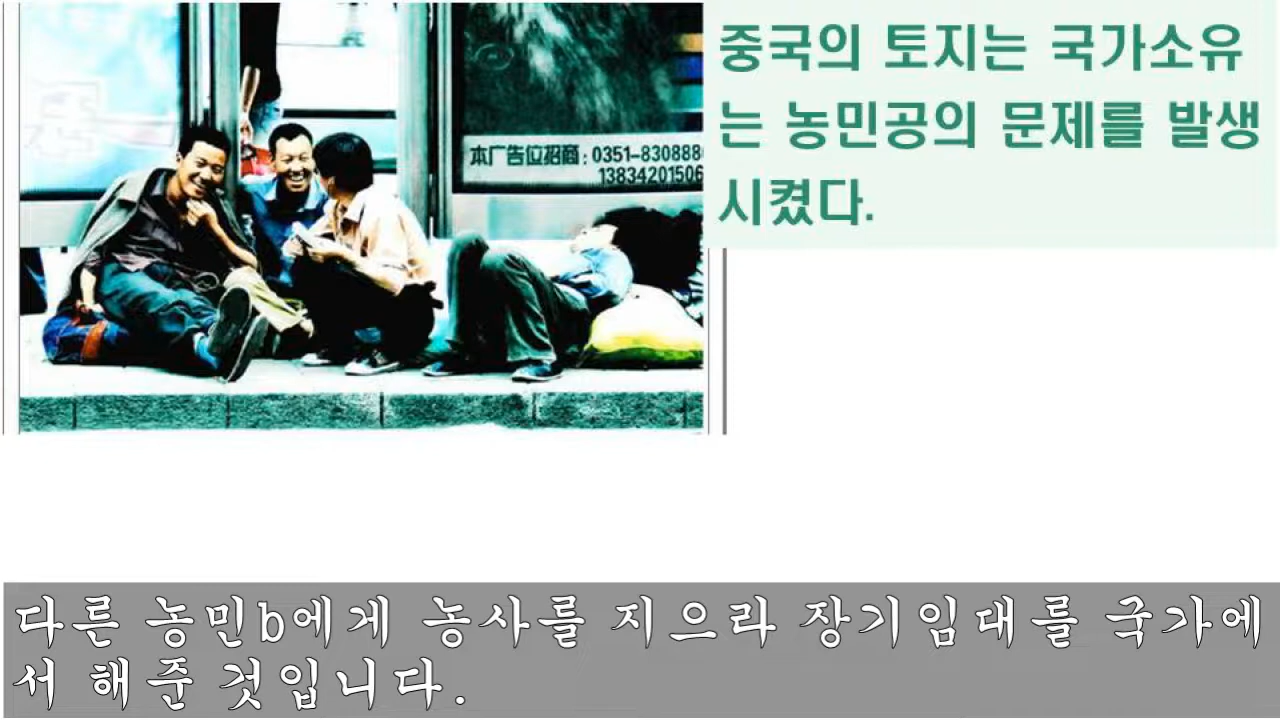 중국의 토지는 국가소유
는 농민공의 문제를 발생
시켰다.
本广告位招商:0351-830888
13834201506
다른 농민b에게 농사를 지으라 장기임대를 국가에
서 해준 것입니다.